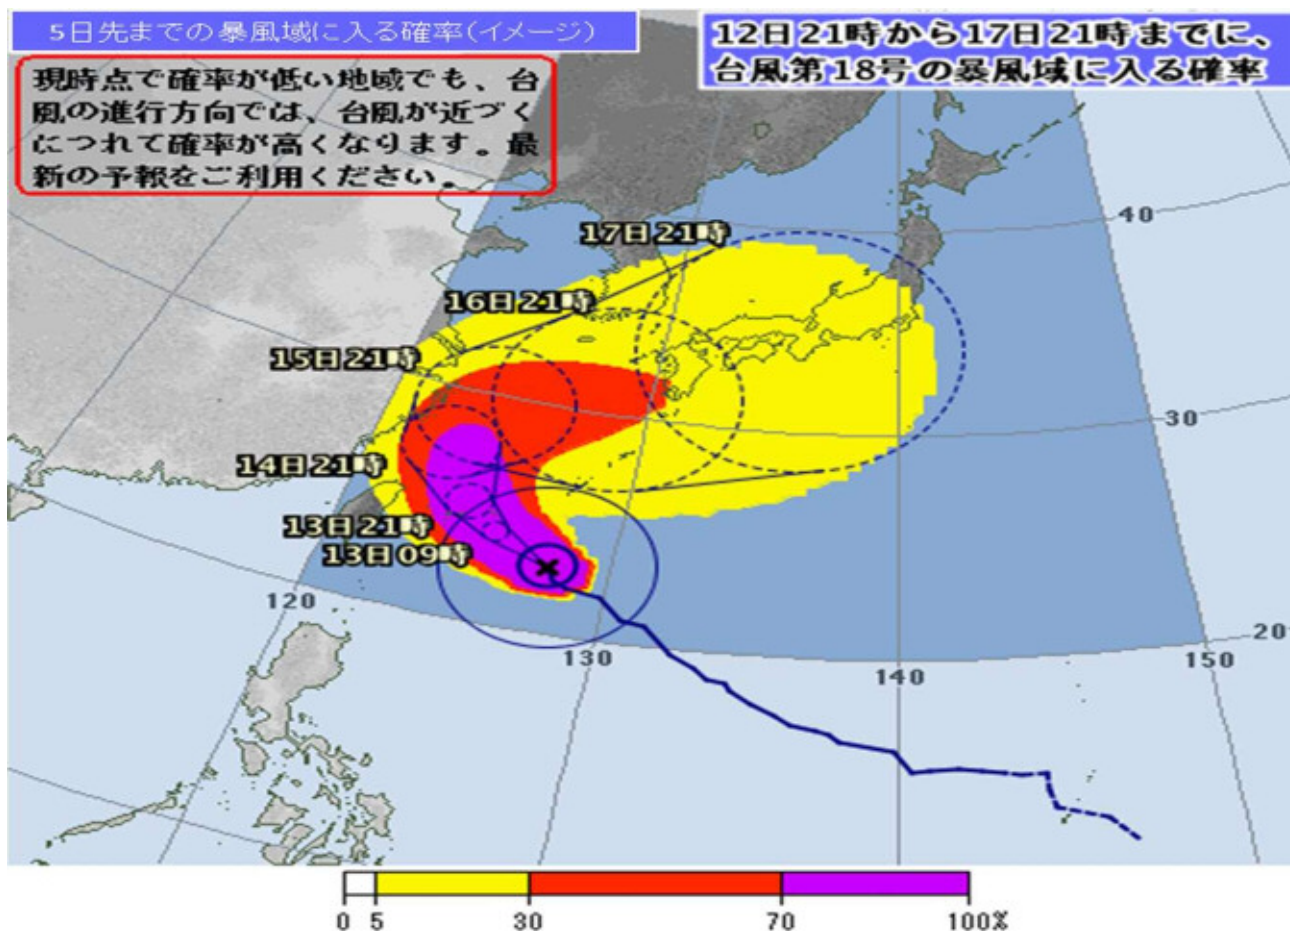 5日先までの暴風域に入る確率(イメージ)
12日21時から17日21時までに、
台風第18号の暴風域に入る確率
現時点で確率が低い地域でも、台
風の進行方向では、台風が近づく
につれて確率が高くなります。最
新の予報をご利用ください。
17日21時
16日21時
15日21時
14日21時
13日21時
13日09時
40
30
20
120
130
140
150
0 5 30 70 100%